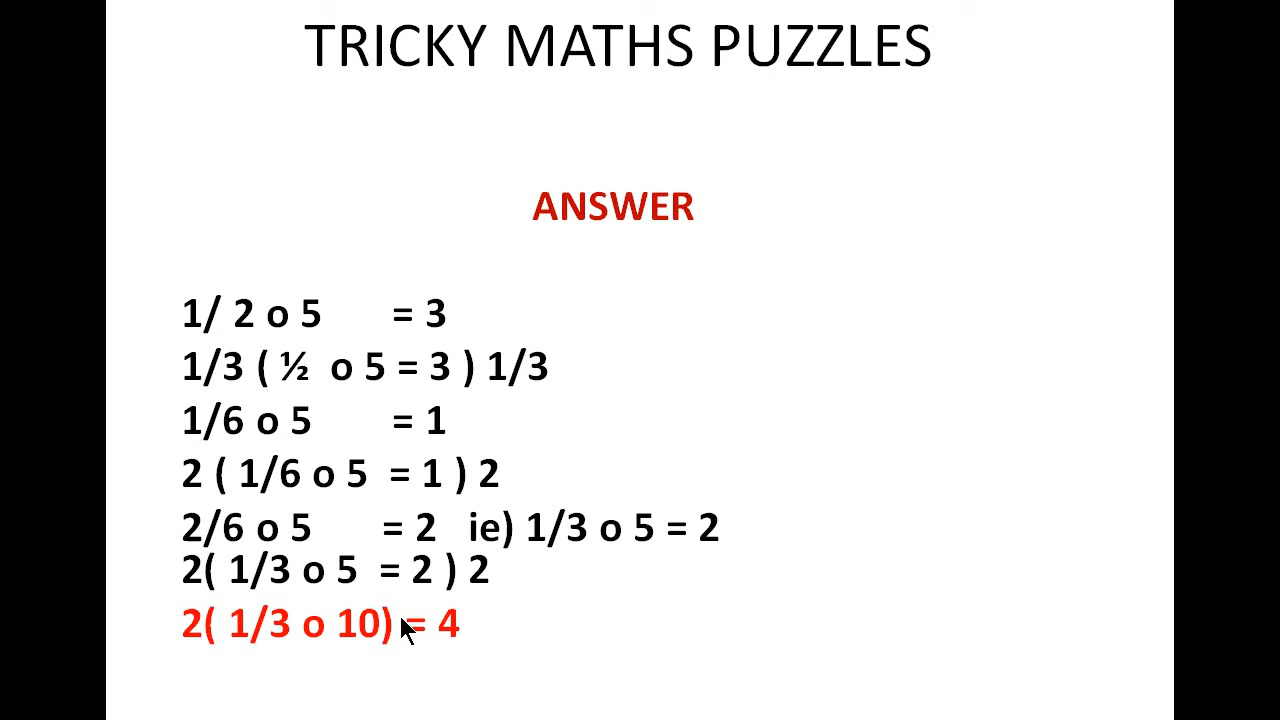 TRICKY MATHS PUZZLES
ANSWER
1/ 2 o 5 = 3
1/3 ( ½ o 5 = 3 ) 1/3
1/6 o 5 = 1
2 ( 1/6 o 5 = 1 ) 2
2/6 o 5 = 2 ie) 1/3 o 5 = 2
2( 1/3 o 5 = 2 ) 2
2( 1/3 o 10) = 4